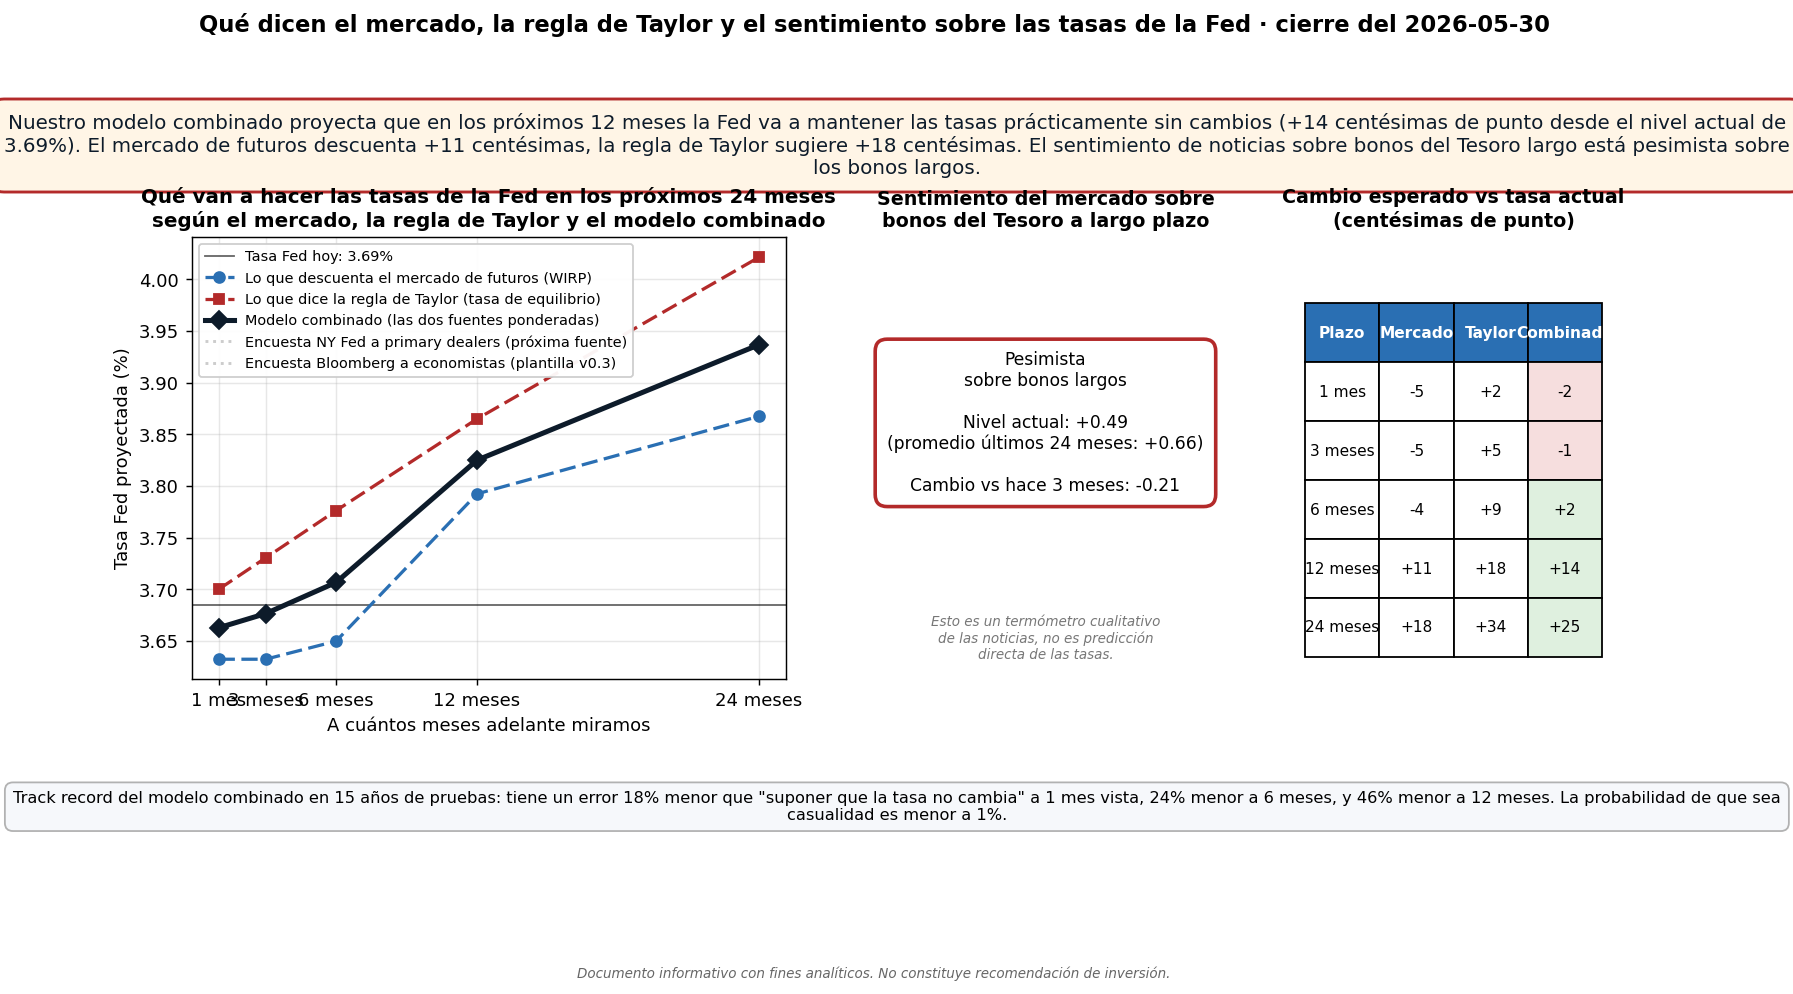 Qué dicen el mercado, la regla de Taylor y el sentimiento sobre las tasas de la Fed · cierre del 2026-05-30
Nuestro modelo combinado proyecta que en los próximos 12 meses la Fed va a mantener las tasas prácticamente sin cambios (+14 centésimas de punto desde el nivel actual de
3.69%). El mercado de futuros descuenta +11 centésimas, la regla de Taylor sugiere +18 centésimas. El sentimiento de noticias sobre bonos del Tesoro largo está pesimista sobre
los bonos largos.
Qué van a hacer las tasas de la Fed en los próximos 24 meses
según el mercado, la regla de Taylor y el modelo combinado
Tasa Fed hoy: 3.69%
Lo que descuenta el mercado de futuros (WIRP)
Lo que dice la regla de Taylor (tasa de equilibrio)
Modelo combinado (las dos fuentes ponderadas)
Encuesta NY Fed a primary dealers (próxima fuente)
Encuesta Bloomberg a economistas (plantilla v0.3)
Tasa Fed proyectada (%)
4.00
3.95
3.90
3.85
3.80
3.75
3.70
3.65
1 mes
3 meses
6 meses
12 meses
24 meses
A cuántos meses adelante miramos
Sentimiento del mercado sobre
bonos del Tesoro a largo plazo
Pesimista
sobre bonos largos
Nivel actual: +0.49
(promedio últimos 24 meses: +0.66)
Cambio vs hace 3 meses: -0.21
Esto es un termómetro cualitativo
de las noticias, no es predicción
directa de las tasas.
Cambio esperado vs tasa actual
(centésimas de punto)
Plazo Mercado Taylor Combinad
1 mes -5 +2 -2
3 meses -5 +5 -1
6 meses -4 +9 +2
12 meses +11 +18 +14
24 meses +18 +34 +25
Track record del modelo combinado en 15 años de pruebas: tiene un error 18% menor que "suponer que la tasa no cambia" a 1 mes vista, 24% menor a 6 meses, y 46% menor a 12 meses. La probabilidad de que sea
casualidad es menor a 1%.
Documento informativo con fines analíticos. No constituye recomendación de inversión.